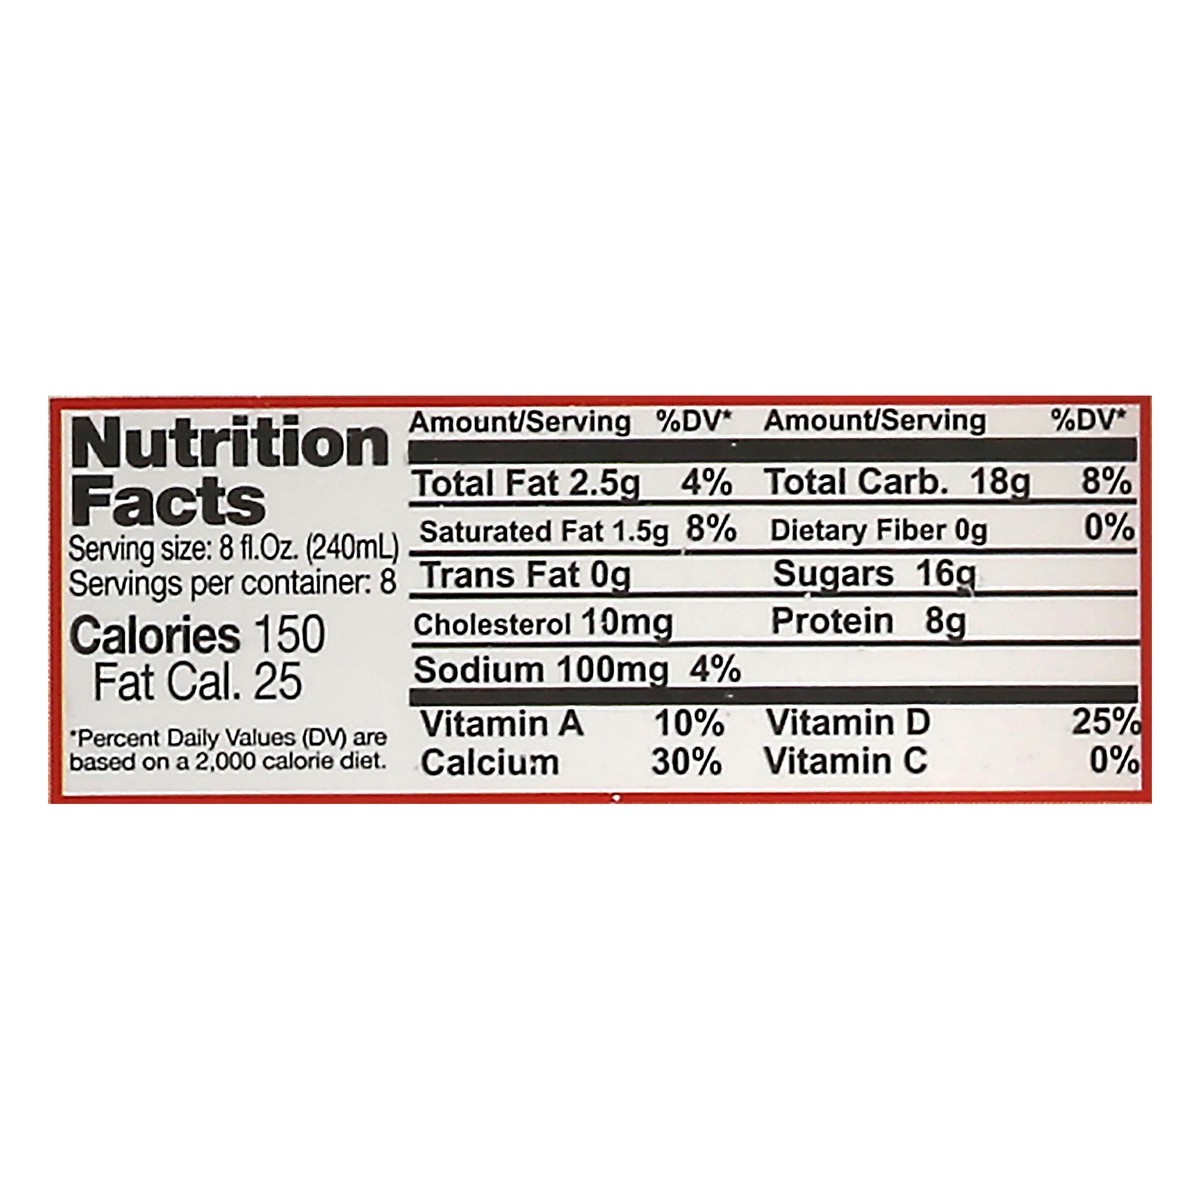 Nutrition
Facts
Serving size: 8 fl.Oz. (240mL)
Servings per container: 8
Calories 150
Fat Cal. 25
*Percent Daily Values (DV) are
based on a 2,000 calorie diet.
Amount/Serving %DV* Amount/Serving %DV*
Total Fat 2.5g 4% Total Carb. 18g 8%
Saturated Fat 1.5g 8% Dietary Fiber 0g 0%
Trans Fat 0g Sugars 16g
Cholesterol 10mg Protein 8g
Sodium 100mg 4%
Vitamin A 10% Vitamin D 25%
Calcium 30% Vitamin C 0%